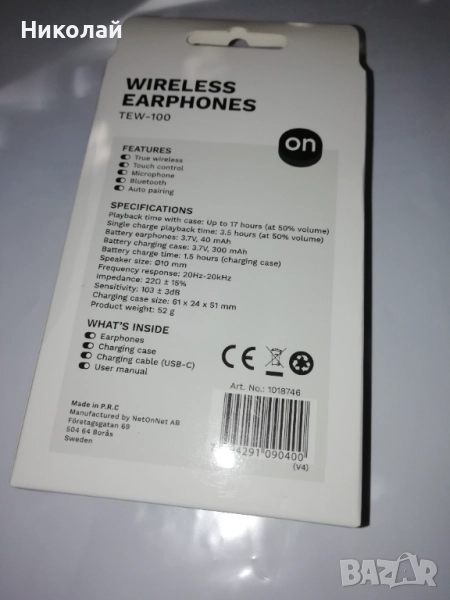 Николай
WIRELESS
EARPHONES
TEW-100
on
FEATURES
True wireless
Touch control
Microphone
Bluetooth
Auto pairing
SPECIFICATIONS
Playback time with case: Up to 17 hours (at 50% volume)
Single charge playback time: 3.5 hours (at 50% volume)
Battery earphones: 3.7V, 40 mAh
Battery charging case: 3.7V, 300 mAh
Battery charge time: 1.5 hours (charging case)
Speaker size: Ø10 mm
Frequency response: 20Hz-20kHz
Impedance: 22Ω ± 15%
Sensitivity: 103 ± 3dB
Charging case size: 61 x 24 x 51 mm
Product weight: 52 g
WHAT'S INSIDE
Earphones
Charging case
Charging cable (USB-C)
User manual
CE
Made in P.R.C
Manufactured by NetOnNet AB
Företagsgatan 69
504 64 Borås
Sweden
Art. No.: 1018746
4291 090400
(V4)
BAZAR